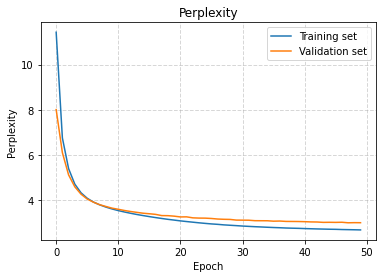 Perplexity
Training set
Validation set
Perplexity
10
8
6
4
0 10 20 30 40 50
Epoch